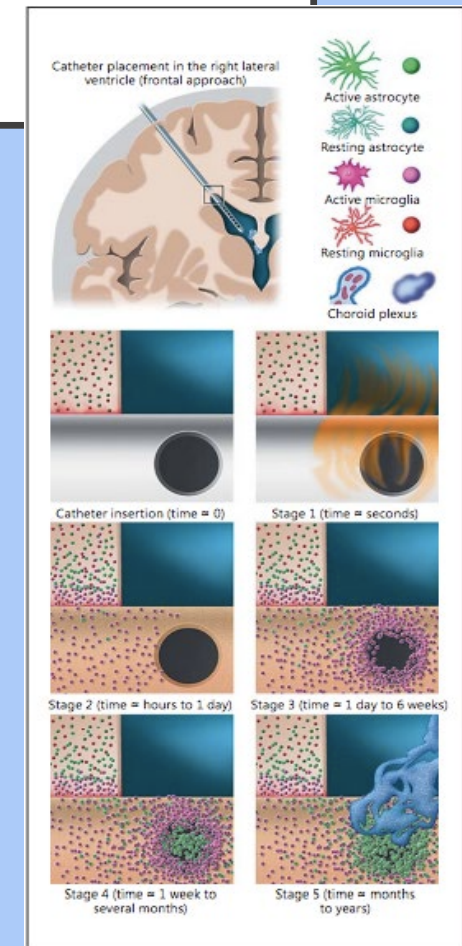 Catheter placement in the right lateral
ventricle (frontal approach)
Active astrocyte
Resting astrocyte
Active microglia
Resting microglia
Choroid plexus
Catheter insertion (time ≃ 0)
Stage 1 (time ≃ seconds)
Stage 2 (time ≃ hours to 1 day)
Stage 3 (time ≃ 1 day to 6 weeks)
Stage 4 (time ≃ 1 week to
several months)
Stage 5 (time ≃ months
to years)